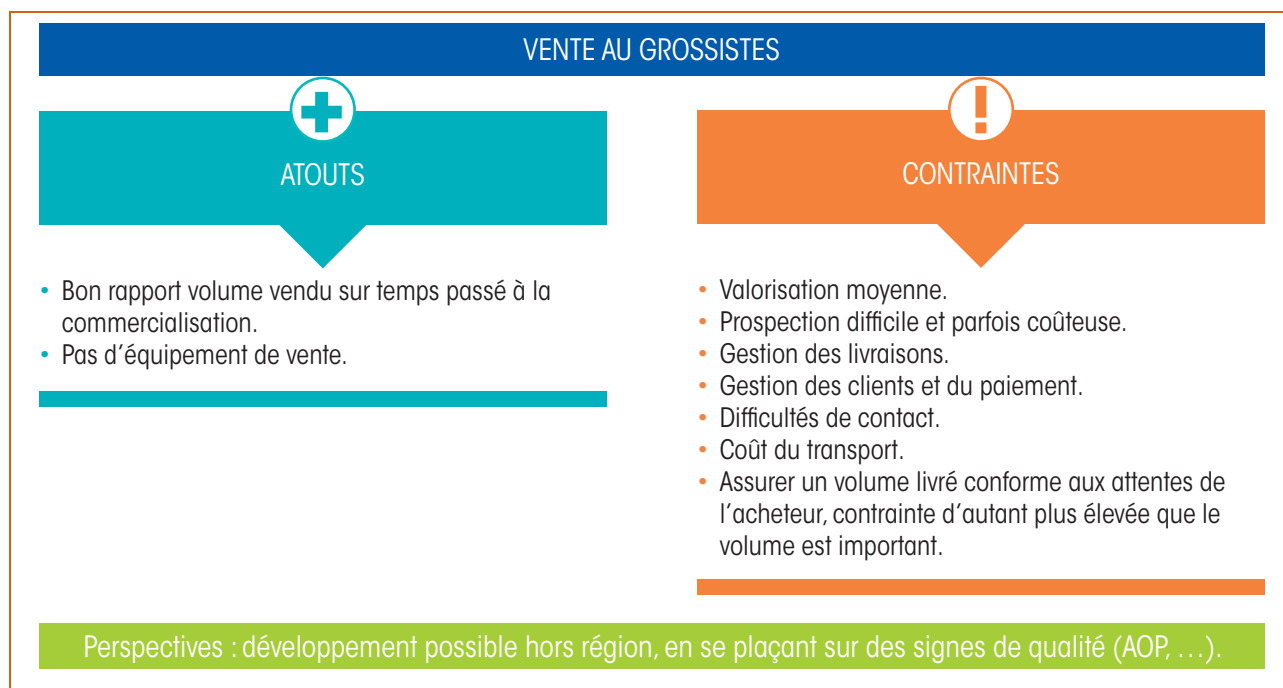 VENTE AU GROSSISTES
ATOUTS
• Bon rapport volume vendu sur temps passé à la
commercialisation.
• Pas d’équipement de vente.
CONTRAINTES
• Valorisation moyenne.
• Prospection difficile et parfois coûteuse.
• Gestion des livraisons.
• Gestion des clients et du paiement.
• Difficultés de contact.
• Coût du transport.
• Assurer un volume livré conforme aux attentes de
l’acheteur, contrainte d’autant plus élevée que le
volume est important.
Perspectives : développement possible hors région, en se plaçant sur des signes de qualité (AOP, …).